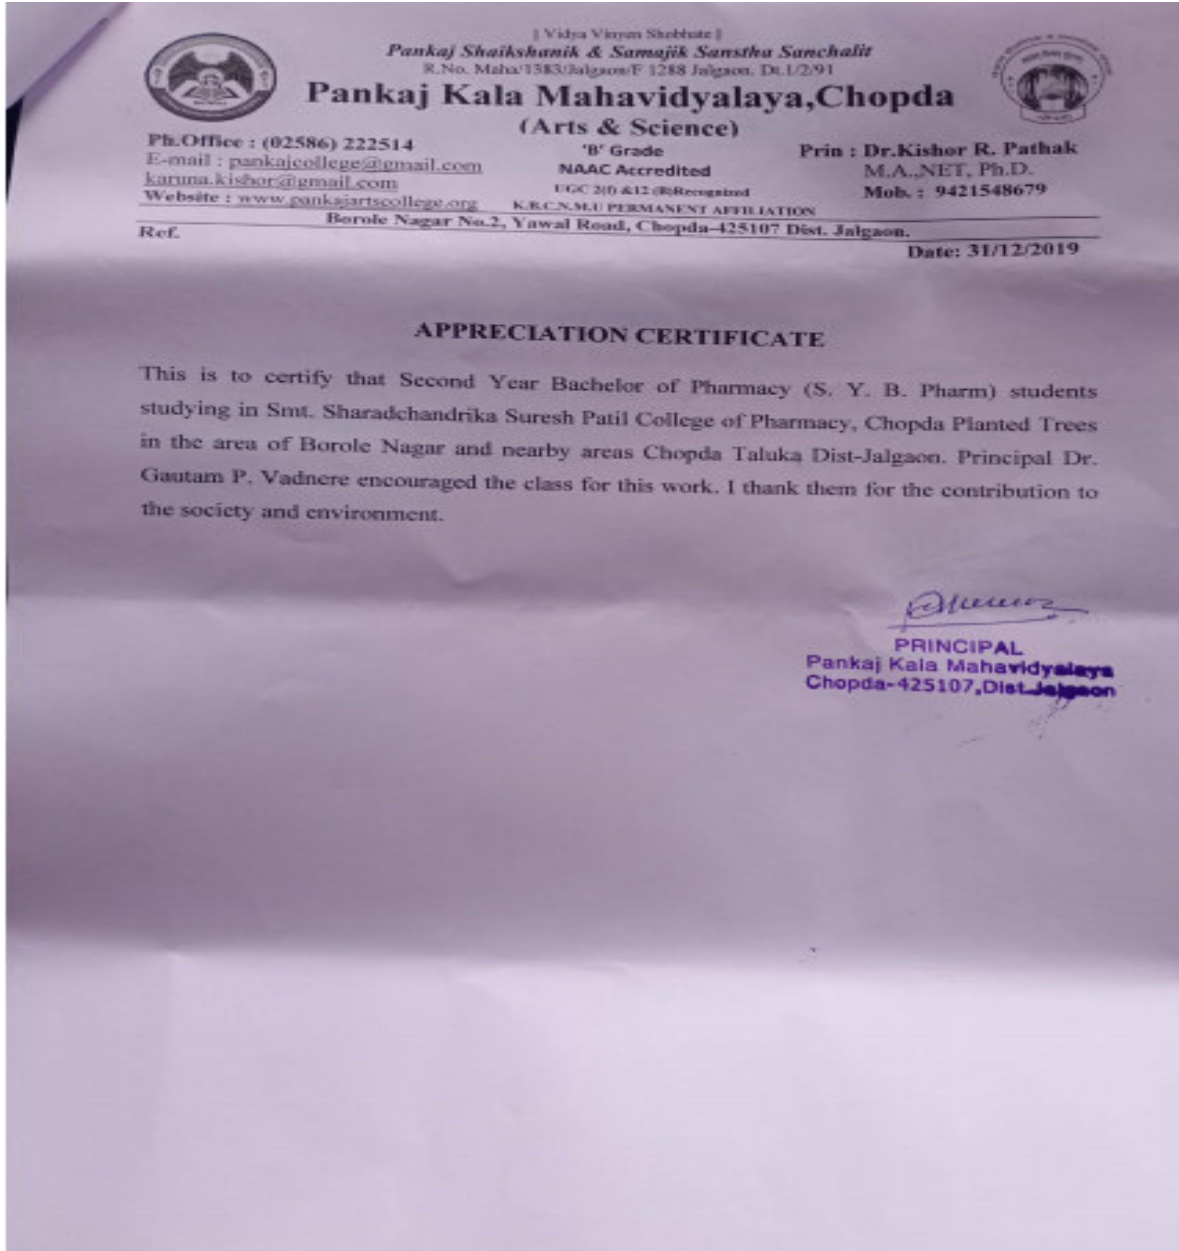 || Vidya Vinyen Shobhate ||
Pankaj Shaikshanik & Samajik Sanstha Sanchalit
R.No. Maha/1383/Jalgaon/F 1288 Jalgaon. Dt.1/2/91
Pankaj Kala Mahavidyalaya,Chopda
(Arts & Science)
Ph.Office : (02586) 222514
'B' Grade
Prin : Dr.Kishor R. Pathak
E-mail : pankajcollege@gmail.com
NAAC Accredited
M.A.,NET, Ph.D.
karuna.kishor@gmail.com
UGC 2(f) &12 (B)Recognized
Mob. : 9421548679
Website : www.pankajartscollege.org
K.B.C.N.M.U PERMANENT AFFILIATION
Borole Nagar No.2, Yawal Road, Chopda-425107 Dist. Jalgaon.
Ref.
Date: 31/12/2019
APPRECIATION CERTIFICATE
This is to certify that Second Year Bachelor of Pharmacy (S. Y. B. Pharm) students
studying in Smt. Sharadchandrika Suresh Patil College of Pharmacy, Chopda Planted Trees
in the area of Borole Nagar and nearby areas Chopda Taluka Dist-Jalgaon. Principal Dr.
Gautam P. Vadnere encouraged the class for this work. I thank them for the contribution to
the society and environment.
PRINCIPAL
Pankaj Kala Mahavidyalaya
Chopda-425107,Dist.Jalgaon